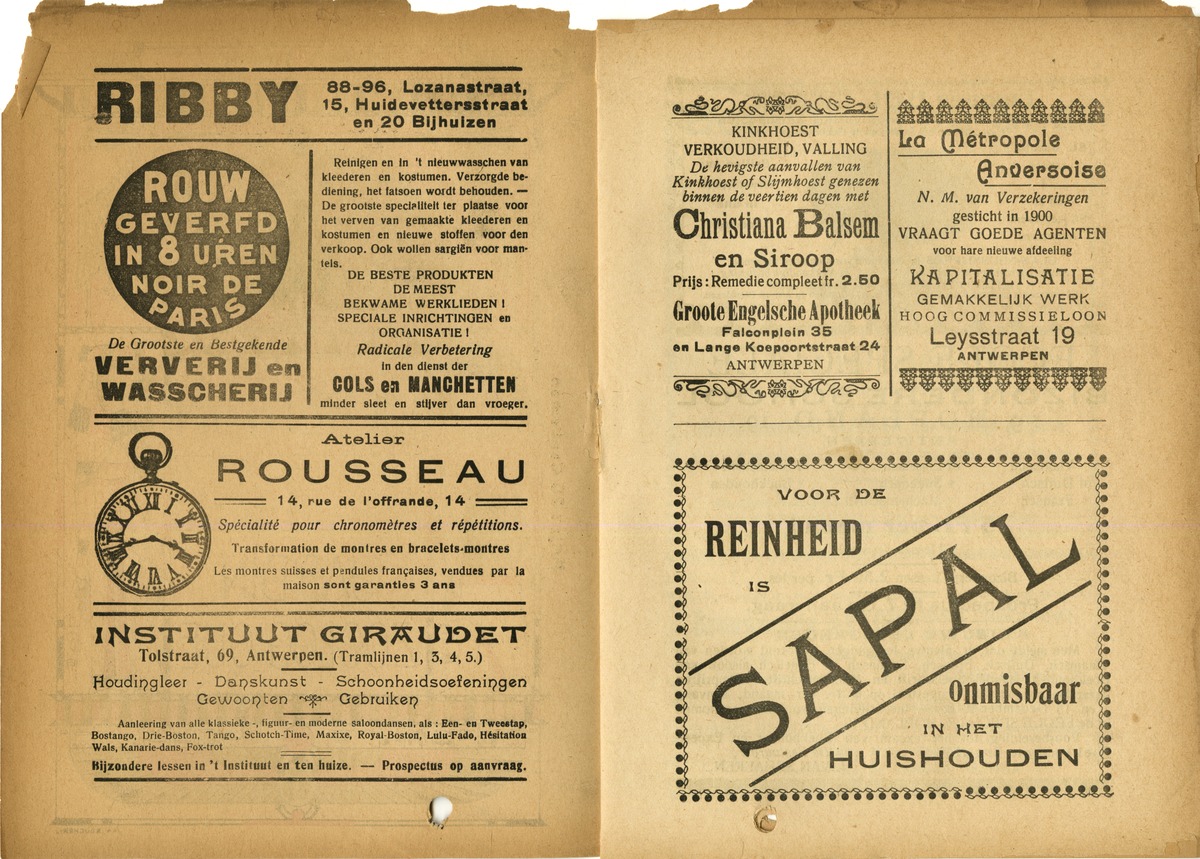 RIBBY
88-96, Lozanastraat,
15, Huidevettersstraat
en 20 Bijhuizen
ROUW
GEVERFD
IN 8 UREN
NOIR DE
PARIS
De Grootste en Bestgekende
VERVERIJ en
WASSCHERIJ
Reinigen en in 't nieuwwasschen van
kleederen en kostumen. Verzorgde be-
diening, het fatsoen wordt behouden. —
De grootste specialiteit ter plaatse voor
het verven van gemaakte kleederen en
kostumen en nieuwe stoffen voor den
verkoop. Ook wollen sargiën voor man-
tels.
DE BESTE PRODUKTEN
DE MEEST
BEKWAME WERKLIEDEN !
SPECIALE INRICHTINGEN en
ORGANISATIE !
Radicale Verbetering
in den dienst der
COLS en MANCHETTEN
minder sleet en stijver dan vroeger.
Atelier
ROUSSEAU
14, rue de l'offrande, 14
Spécialité pour chronomètres et répétitions.
Transformation de montres en bracelets-montres
Les montres suisses et pendules françaises, vendues par la
maison sont garanties 3 ans
INSTITUUT GIRAUDET
Tolstraat, 69, Antwerpen. (Tramlijnen 1, 3, 4, 5.)
Houdingleer - Danskunst - Schoonheidsoefeningen
Gewoonten Gebruiken
Aanleering van alle klassieke -, figuur- en moderne saloondansen, als : Een- en Tweestap,
Bostango, Drie-Boston, Tango, Schotch-Time, Maxixe, Royal-Boston, Lulu-Fado, Hésitation
Wals, Kanarie-dans, Fox-trot
Bijzondere lessen in 't Instituut en ten huize. — Prospectus op aanvraag.
KINKHOEST
VERKOUDHEID, VALLING
De hevigste aanvallen van
Kinkhoest of Slijmhoest genezen
binnen de veertien dagen met
Christiana Balsem
en Siroop
Prijs : Remedie compleet fr. 2.50
Groote Engelsche Apotheek
Falconplein 35
en Lange Koepoortstraat 24
ANTWERPEN
La Métropole
Anversoise
N. M. van Verzekeringen
gesticht in 1900
VRAAGT GOEDE AGENTEN
voor hare nieuwe afdeeling
KAPITALISATIE
GEMAKKELIJK WERK
HOOG COMMISSIELOON
Leysstraat 19
ANTWERPEN
VOOR DE
REINHEID
IS
SAPAL
onmisbaar
IN HET
HUISHOUDEN